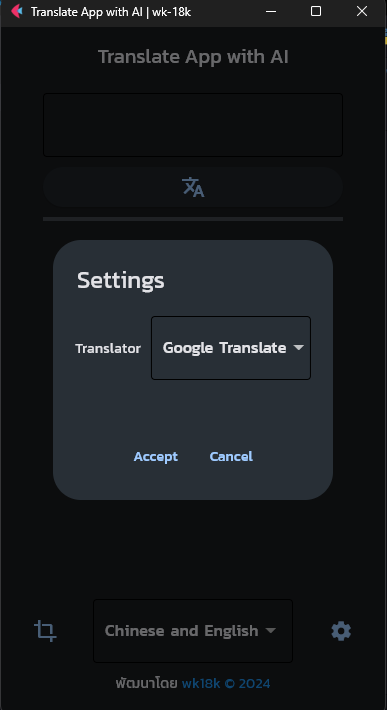 Translate App with AI | wk-18k
Translate App with AI
Settings
Translator Google Translate
Accept Cancel
Chinese and English
พัฒนาโดย wk18k © 2024